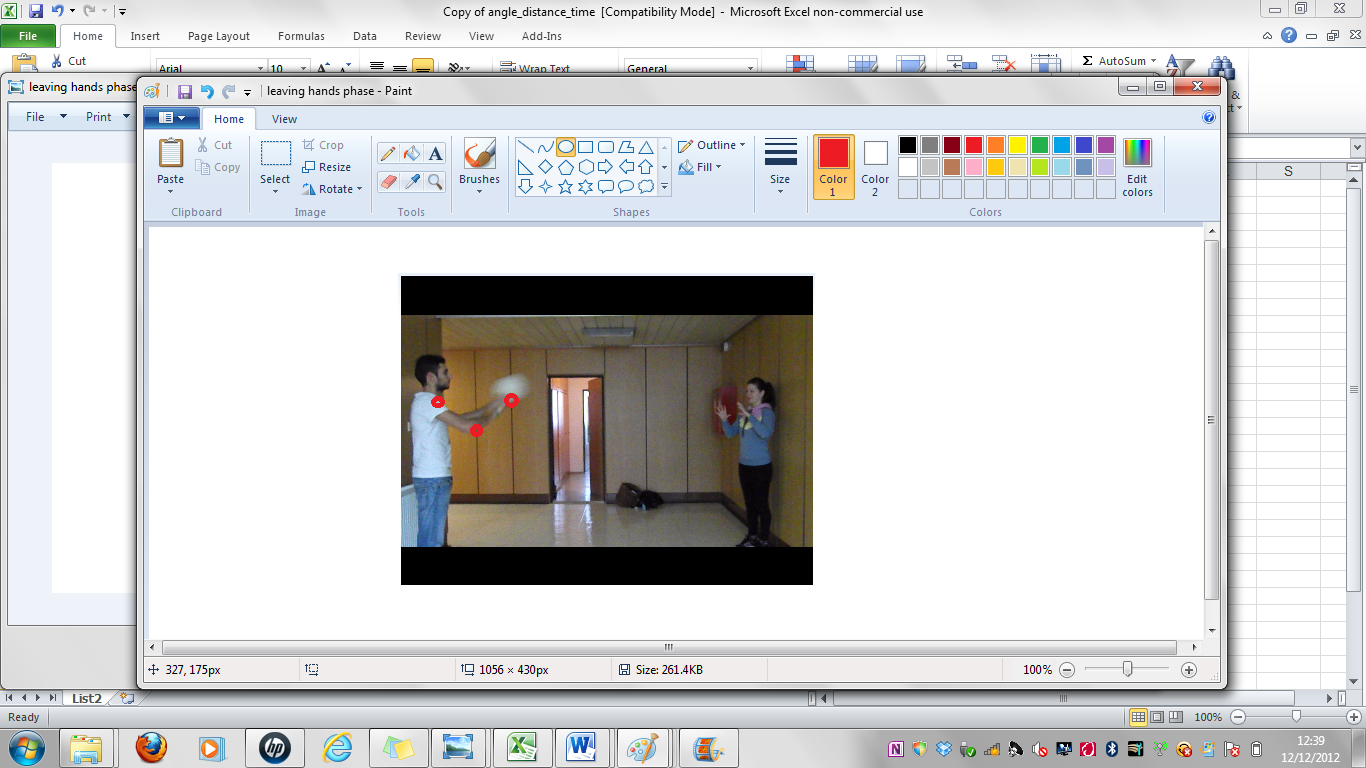 Copy of angle_distance_time [Compatibility Mode] - Microsoft Excel non-commercial use
File Home Insert Page Layout Formulas Data Review View Add-Ins
Cut
Arial 10 Wrap Text General Σ AutoSum
leaving hands phase
File Print
&
leaving hands phase - Paint
Home View
Paste
Cut
Copy
Clipboard
Select
Crop
Resize
Rotate
Image
A
Tools
Brushes
Shapes
Outline
Fill
Size
Color 1
Color 2
Edit colors
Colors
S
327, 175px 1056 × 430px Size: 261.4KB 100%
List2
Ready 100%
hp
N
12:39
12/12/2012